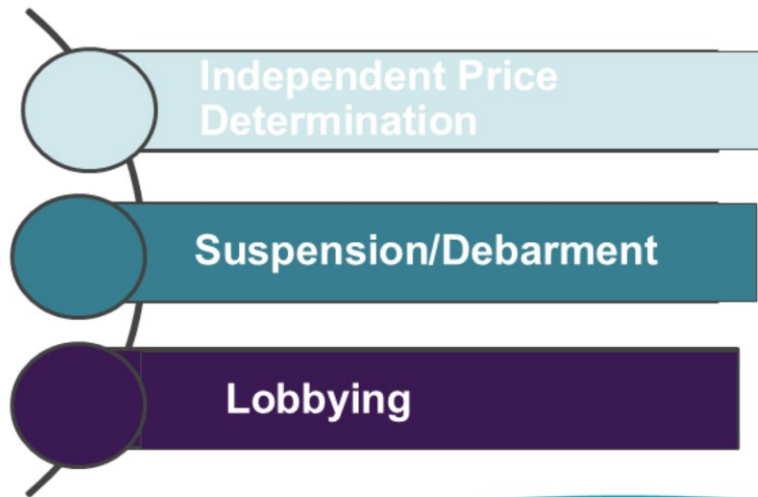 Independent Price
Determination
Suspension/Debarment
Lobbying